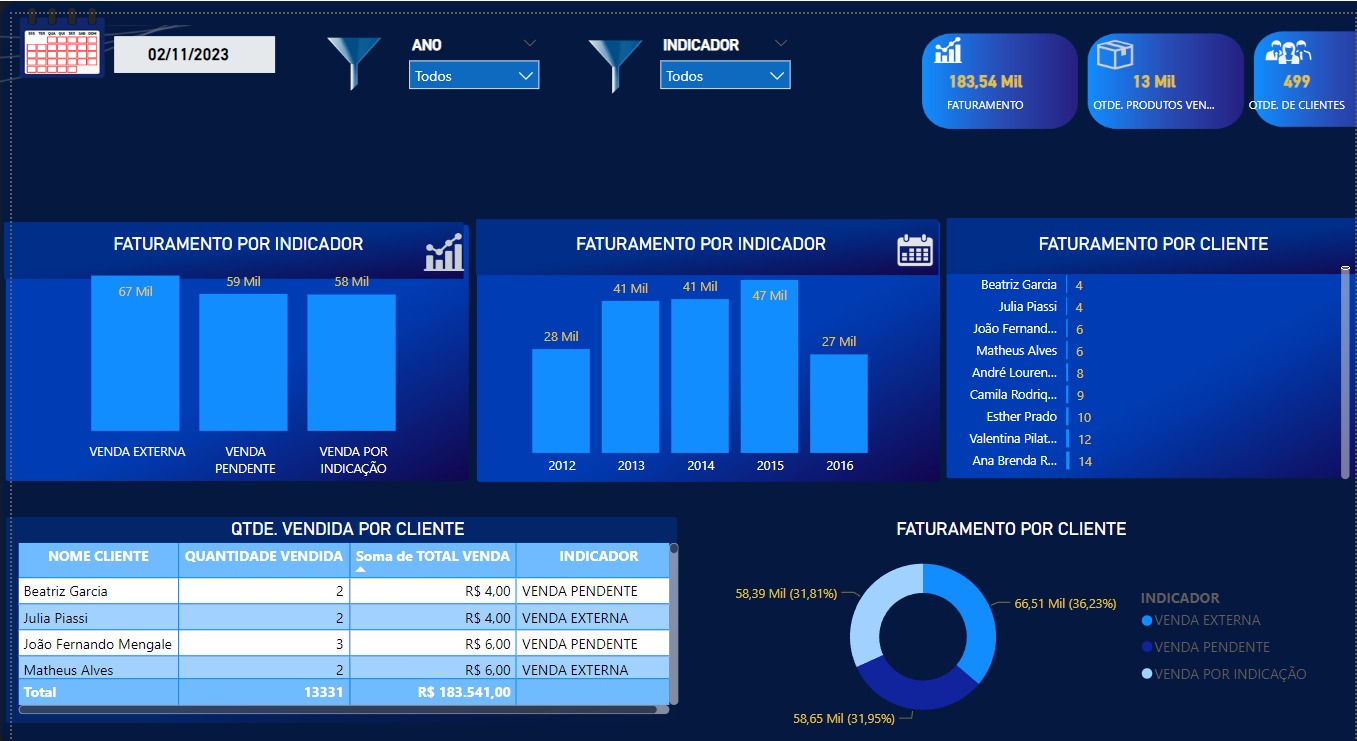 SEG TER QUA QUI SEX SAB DOM
02/11/2023
ANO
Todos
INDICADOR
Todos
183,54 Mil
FATURAMENTO
13 Mil
QTDE. PRODUTOS VEN...
499
QTDE. DE CLIENTES
FATURAMENTO POR INDICADOR
67 Mil
59 Mil
58 Mil
VENDA EXTERNA
VENDA
PENDENTE
VENDA POR
INDICAÇÃO
FATURAMENTO POR INDICADOR
28 Mil
41 Mil
41 Mil
47 Mil
27 Mil
2012
2013
2014
2015
2016
FATURAMENTO POR CLIENTE
Beatriz Garcia 4
Julia Piassi 4
João Fernand... 6
Matheus Alves 6
André Louren... 8
Camila Rodriq... 9
Esther Prado 10
Valentina Pilat... 12
Ana Brenda R... 14
QTDE. VENDIDA POR CLIENTE
NOME CLIENTE QUANTIDADE VENDIDA Soma de TOTAL VENDA INDICADOR
Beatriz Garcia 2 R$ 4,00 VENDA PENDENTE
Julia Piassi 2 R$ 4,00 VENDA EXTERNA
João Fernando Mengale 3 R$ 6,00 VENDA PENDENTE
Matheus Alves 2 R$ 6,00 VENDA EXTERNA
Total 13331 R$ 183.541,00
FATURAMENTO POR CLIENTE
58,39 Mil (31,81%)
66,51 Mil (36,23%)
58,65 Mil (31,95%)
INDICADOR
VENDA EXTERNA
VENDA PENDENTE
VENDA POR INDICAÇÃO